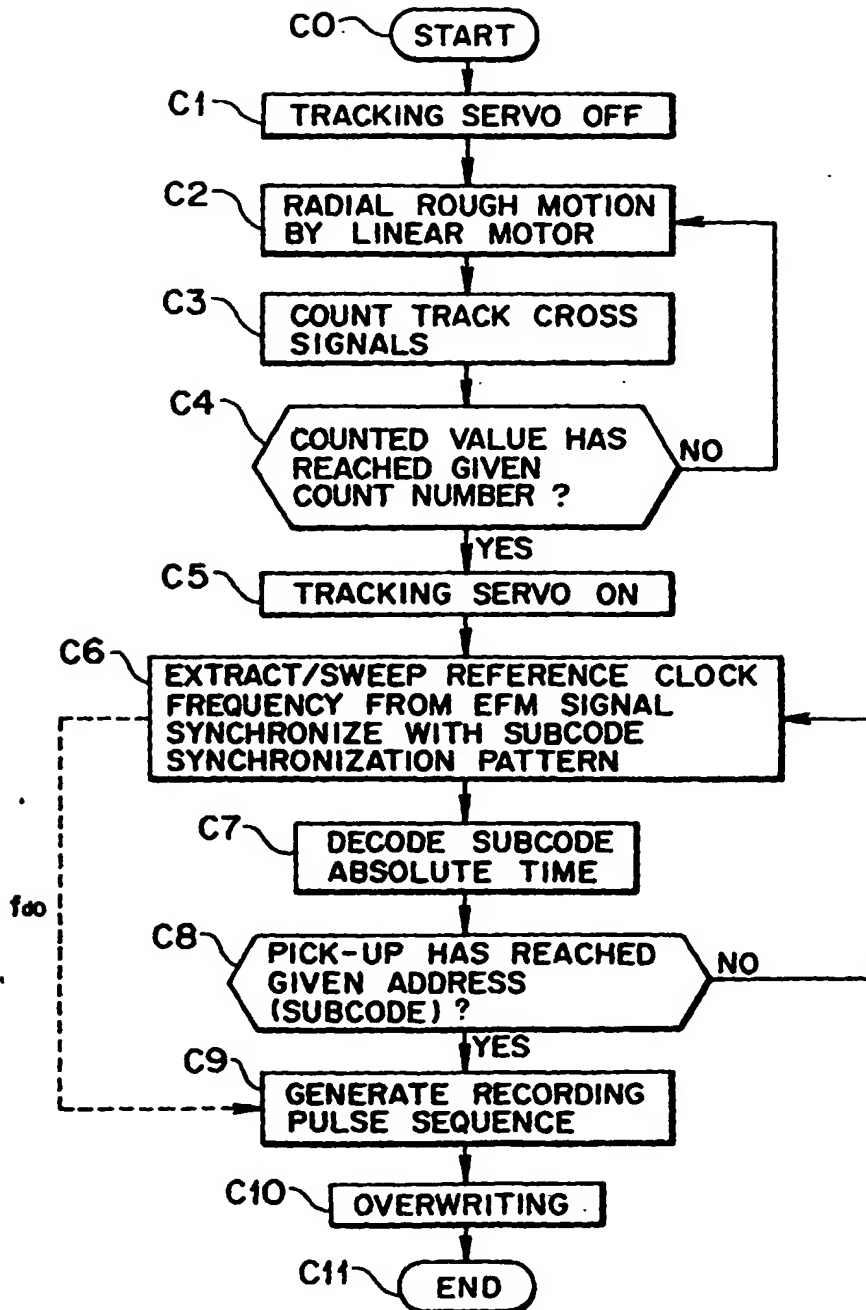 C0 START
C1 TRACKING SERVO OFF
C2 RADIAL ROUGH MOTION
BY LINEAR MOTOR
C3 COUNT TRACK CROSS
SIGNALS
C4 COUNTED VALUE HAS
REACHED GIVEN
COUNT NUMBER ?
NO
YES
C5 TRACKING SERVO ON
C6 EXTRACT/SWEEP REFERENCE CLOCK
FREQUENCY FROM EFM SIGNAL
SYNCHRONIZE WITH SUBCODE
SYNCHRONIZATION PATTERN
C7 DECODE SUBCODE
ABSOLUTE TIME
fdo
C8 PICK-UP HAS REACHED
GIVEN ADDRESS
(SUBCODE) ?
NO
YES
C9 GENERATE RECORDING
PULSE SEQUENCE
C10 OVERWRITING
C11 END